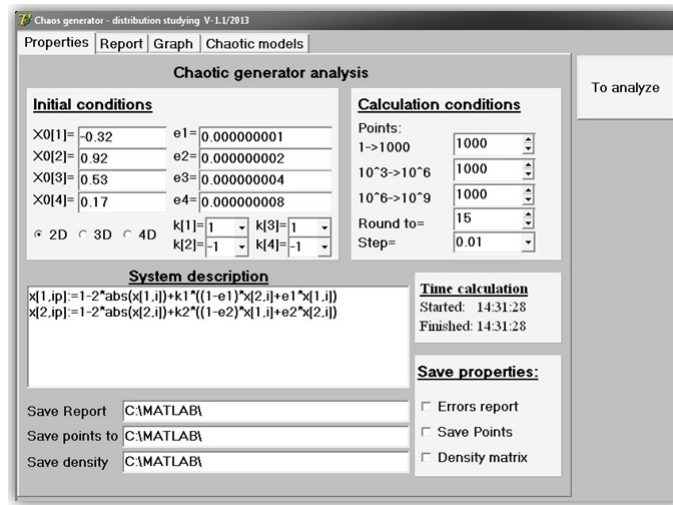 Chaos generator - distribution studying V-1.1/2013
Properties Report Graph Chaotic models
Chaotic generator analysis
To analyze
Initial conditions
X0[1]= -0.32 e1= 0.000000001
X0[2]= 0.92 e2= 0.000000002
X0[3]= 0.53 e3= 0.000000004
X0[4]= 0.17 e4= 0.000000008
2D 3D 4D
k[1]= 1 k[3]= 1
k[2]= -1 k[4]= -1
Calculation conditions
Points:
1->1000 1000
10^3->10^6 1000
10^6->10^9 1000
Round to= 15
Step= 0.01
System description
x[1,ip]:=1-2*abs(x[1,i])+k1*((1-e1)*x[2,i]+e1*x[1,i])
x[2,ip]:=1-2*abs(x[2,i])+k2*((1-e2)*x[1,i]+e2*x[2,i])
Time calculation
Started: 14:31:28
Finished: 14:31:28
Save properties:
Errors report
Save Points
Density matrix
Save Report C:\MATLAB\
Save points to C:\MATLAB\
Save density C:\MATLAB\